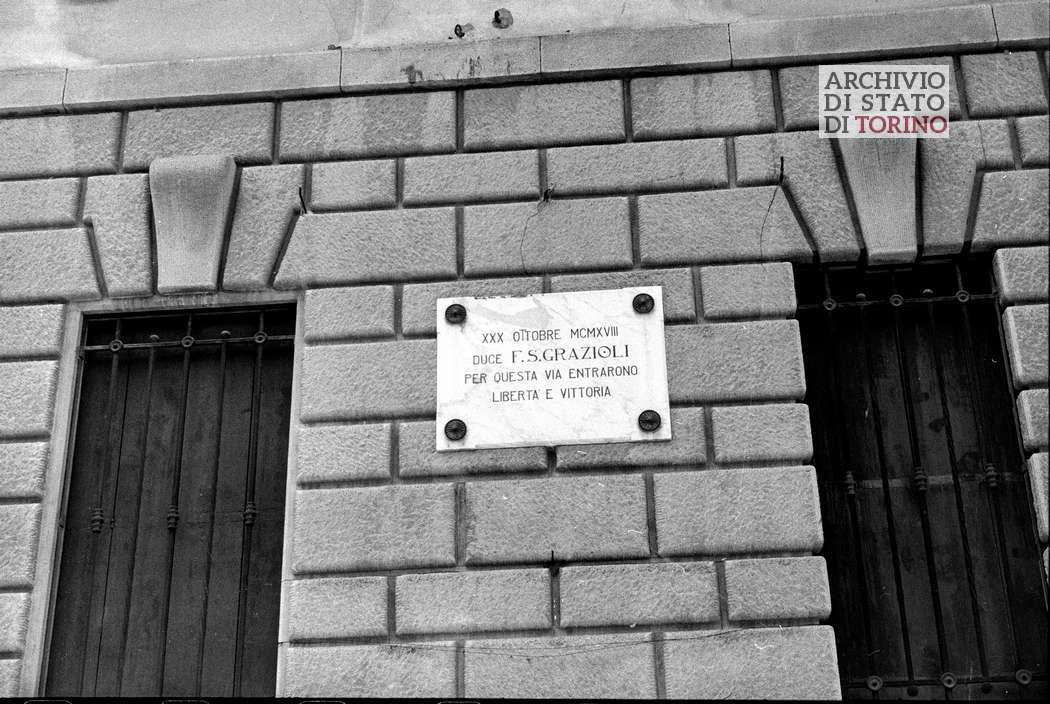 ARCHIVIO
DI STATO
DI TORINO
XXX OTTOBRE MCMXVIII
DUCE F. S. GRAZIOLI
PER QUESTA VIA ENTRARONO
LIBERTA' E VITTORIA